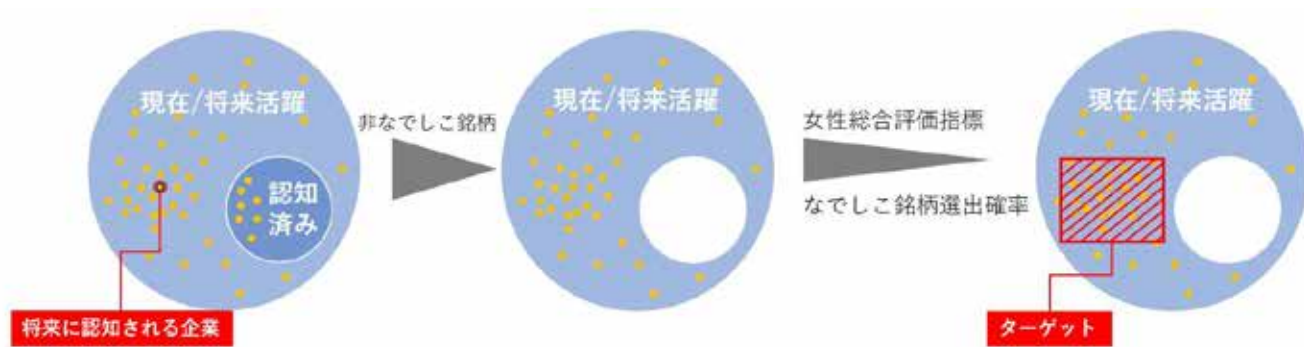 現在/将来活躍
認知
済み
将来に認知される企業
非なでしこ銘柄
現在/将来活躍
女性総合評価指標
なでしこ銘柄選出確率
現在/将来活躍
ターゲット